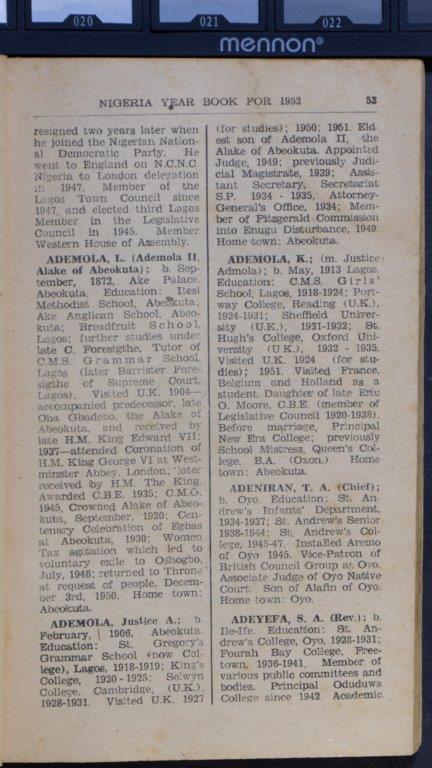 020
021
022
mennon®
NIGERIA YEAR BOOK FOR 1952
53
resigned two years later when
he joined the Nigerian Nation-
al Democratic Party. He
went to England on N.C.N.C
Nigeria to London delegation
in 1947. Member of the
Lagos Town Council since
1947, and elected third Lagos
Member in the Legislative
Council in 1945. Member
Western House of Assembly.
ADEMOLA, L. (Ademola II,
Alake of Abeokuta); b. Sep-
tember, 1872, Ake Palace,
Abeokuta. Education: Itesi
Methodist School, Abeokuta;
Ake Anglican School, Abeo-
kuta; Breadfruit School,
Lagos; further studies under
late C. Foresigthe, Tutor of
C.M.S. Grammar School,
Lagos (later Barrister Fore-
sigthe of Supreme Court,
Lagos). Visited U.K. 1904—
accompanied predecessor, late
Oba Gbadebo, the Alake of
Abeokuta, and received by
late H.M. King Edward VII;
1937—attended Coronation of
H.M. King George VI at West-
minster Abbey, London; later
received by H.M. The King.
Awarded C.B.E. 1935; C.M.G.
1945. Crowned Alake of Abeo-
kuta, September, 1920; Cen-
tenary Celebration of Egbas
at Abeokuta, 1930; Women
Tax agitation which led to
voluntary exile to Oshogbo,
July, 1948; returned to Throne
at request of people, Decem-
ber 3rd, 1950. Home town:
Abeokuta.
ADEMOLA, Justice A.; b.
February, 1906, Abeokuta.
Education: St. Gregory's
Grammar School (now Col-
lege), Lagos, 1918-1919; King's
College, 1920-1925; Selwyn
College, Cambridge, (U.K.),
1928-1931. Visited U.K. 1927
(for studies); 1950; 1951. Eld-
est son of Ademola II, the
Alake of Abeokuta. Appointed
Judge, 1949; previously Judi-
cial Magistrate, 1939; Assis-
tant Secretary, Secretariat
S.P. 1934 - 1935, Attorney-
General's Office, 1934; Mem-
ber of Fitzgerald Commission
into Enugu Disturbance, 1949.
Home town: Abeokuta.
ADEMOLA, K.; (m. Justice
Admola); b. May, 1913 Lagos.
Education: C.M.S. Girls'
School, Lagos, 1918-1924; Port-
way College, Reading (U.K.),
1924-1931; Sheffield Univer-
sity (U.K.), 1931-1932; St.
Hugh's College, Oxford Uni-
versity (U.K.), 1932 - 1935.
Visited U.K. 1924 (for stu-
dies); 1951. Visited France,
Belgium and Holland as a
student. Daughter of late Eric
O. Moore, C.B.E. (member of
Legislative Council 1920-1938).
Before marriage, Principal
New Era College; previously
School Mistress, Queen's Col-
lege. B.A. (Oxon.). Home
town: Abeokuta.
ADENIRAN, T. A. (Chief);
b. Oyo. Education: St. An-
drew's Infants' Department,
1934-1937; St. Andrew's Senior
1938-1944; St. Andrew's Col-
lege, 1945-47. Installed Aremo
of Oyo 1945. Vice-Patron of
British Council Group at Oyo.
Associate Judge of Oyo Native
Court. Son of Alafin of Oyo.
Home town: Oyo.
ADEYEFA, S. A. (Rev.); b.
Ile-Ife. Education: St. An-
drew's College, Oyo, 1928-1931;
Fourah Bay College, Free-
town, 1936-1941. Member of
various public committees and
bodies. Principal Oduduwa
College since 1942. Academic